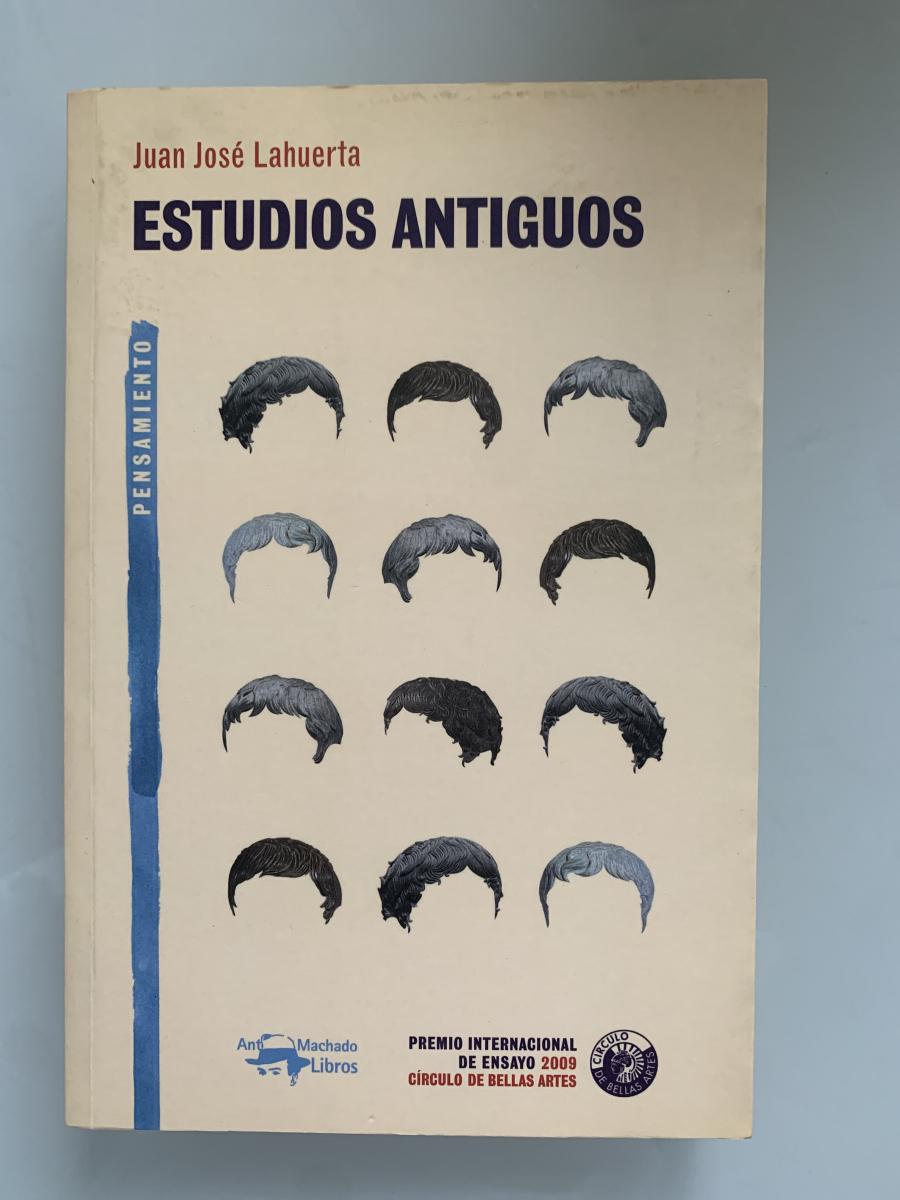 Juan José Lahuerta
ESTUDIOS ANTIGUOS
PENSAMIENTO
Ant Machado
Libros
PREMIO INTERNACIONAL
DE ENSAYO 2009
CÍRCULO DE BELLAS ARTES
CÍRCULO
DE BELLAS ARTES